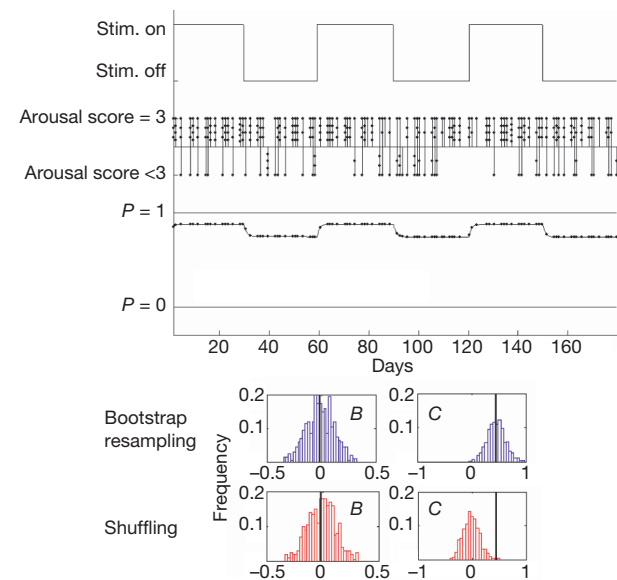 Stim. on
Stim. off
Arousal score = 3
Arousal score <3
P = 1
P = 0
20 40 60 80 100 120 140 160
Days
Bootstrap resampling
Frequency
0.2
0.1
B
–0.5 0 0.5
0.2
0.1
C
–1 0 1
Shuffling
0.2
0.1
B
–0.5 0 0.5
0.2
0.1
C
–1 0 1